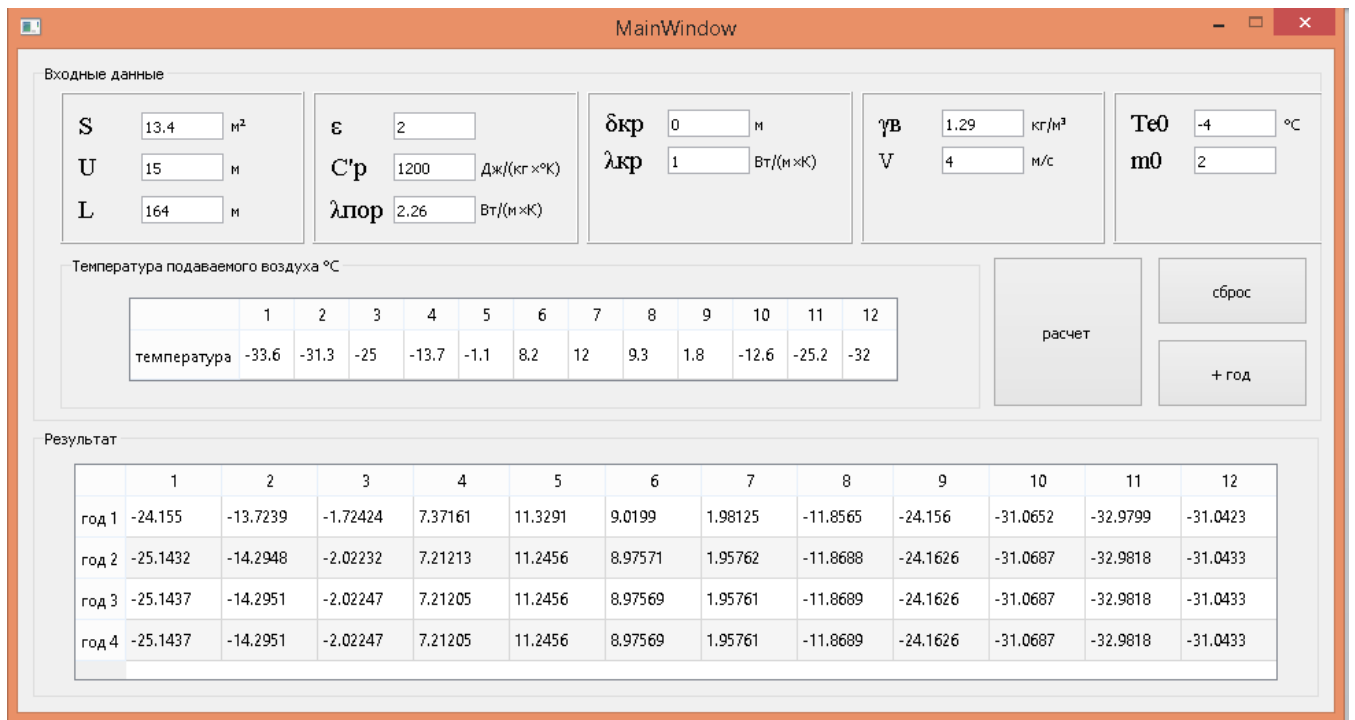 MainWindow
Входные данные
S 13.4 м²
U 15 м
L 164 м
ε 2
C'p 1200 Дж/(кг×°К)
λпор 2.26 Вт/(м×К)
δкр 0 м
λкр 1 Вт/(м×К)
γв 1.29 кг/м³
V 4 м/с
Te0 -4 °C
m0 2
Температура подаваемого воздуха °C
1 2 3 4 5 6 7 8 9 10 11 12
температура -33.6 -31.3 -25 -13.7 -1.1 8.2 12 9.3 1.8 -12.6 -25.2 -32
расчет
сброс
+ год
Результат
1 2 3 4 5 6 7 8 9 10 11 12
год 1 -24.155 -13.7239 -1.72424 7.37161 11.3291 9.0199 1.98125 -11.8565 -24.156 -31.0652 -32.9799 -31.0423
год 2 -25.1432 -14.2948 -2.02232 7.21213 11.2456 8.97571 1.95762 -11.8688 -24.1626 -31.0687 -32.9818 -31.0433
год 3 -25.1437 -14.2951 -2.02247 7.21205 11.2456 8.97569 1.95761 -11.8689 -24.1626 -31.0687 -32.9818 -31.0433
год 4 -25.1437 -14.2951 -2.02247 7.21205 11.2456 8.97569 1.95761 -11.8689 -24.1626 -31.0687 -32.9818 -31.0433